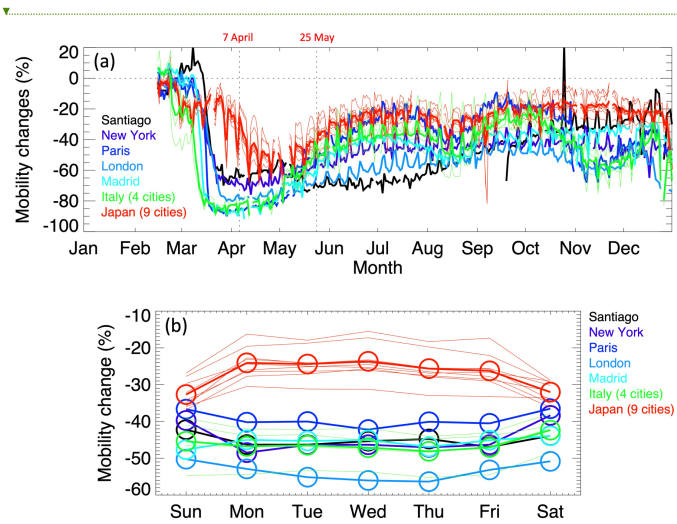 7 April 25 May
(a)
Mobility changes (%)
20
0
-20
-40
-60
-80
-100
Santiago
New York
Paris
London
Madrid
Italy (4 cities)
Japan (9 cities)
Jan Feb Mar Apr May Jun Jul Aug Sep Oct Nov Dec
Month
(b)
Mobility change (%)
-10
-20
-30
-40
-50
-60
Santiago
New York
Paris
London
Madrid
Italy (4 cities)
Japan (9 cities)
Sun Mon Tue Wed Thu Fri Sat